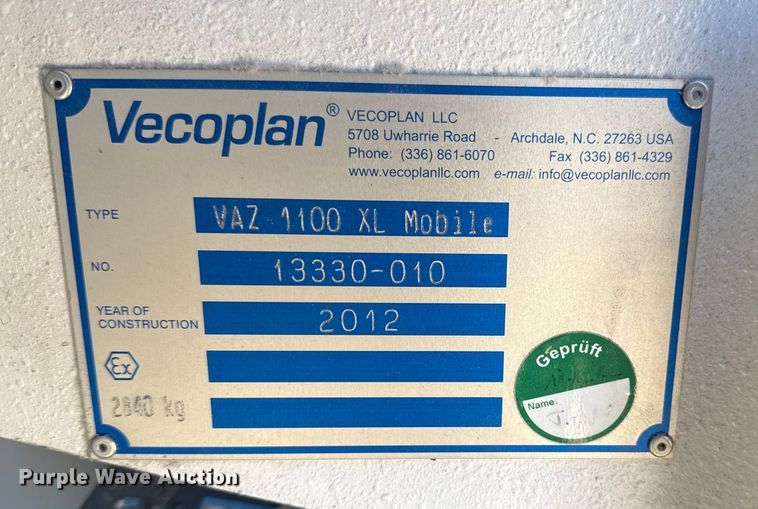 Vecoplan®
VECOPLAN LLC
5708 Uwharrie Road - Archdale, N.C. 27263 USA
Phone: (336) 861-6070 Fax (336) 861-4329
www.vecoplanllc.com e-mail: info@vecoplanllc.com
TYPE VAZ 1100 XL Mobile
NO. 13330-010
YEAR OF
CONSTRUCTION 2012
Ex
2840 kg
Geprüft
Name:
Purple Wave Auction